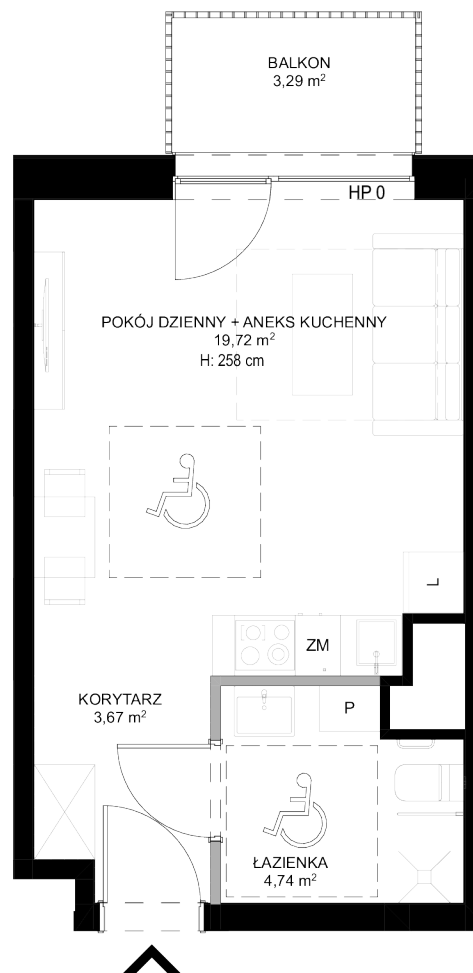 BALKON
3,29 m²
HP 0
POKÓJ DZIENNY + ANEKS KUCHENNY
19,72 m²
H: 258 cm
L
ZM
KORYTARZ
3,67 m²
P
ŁAZIENKA
4,74 m²